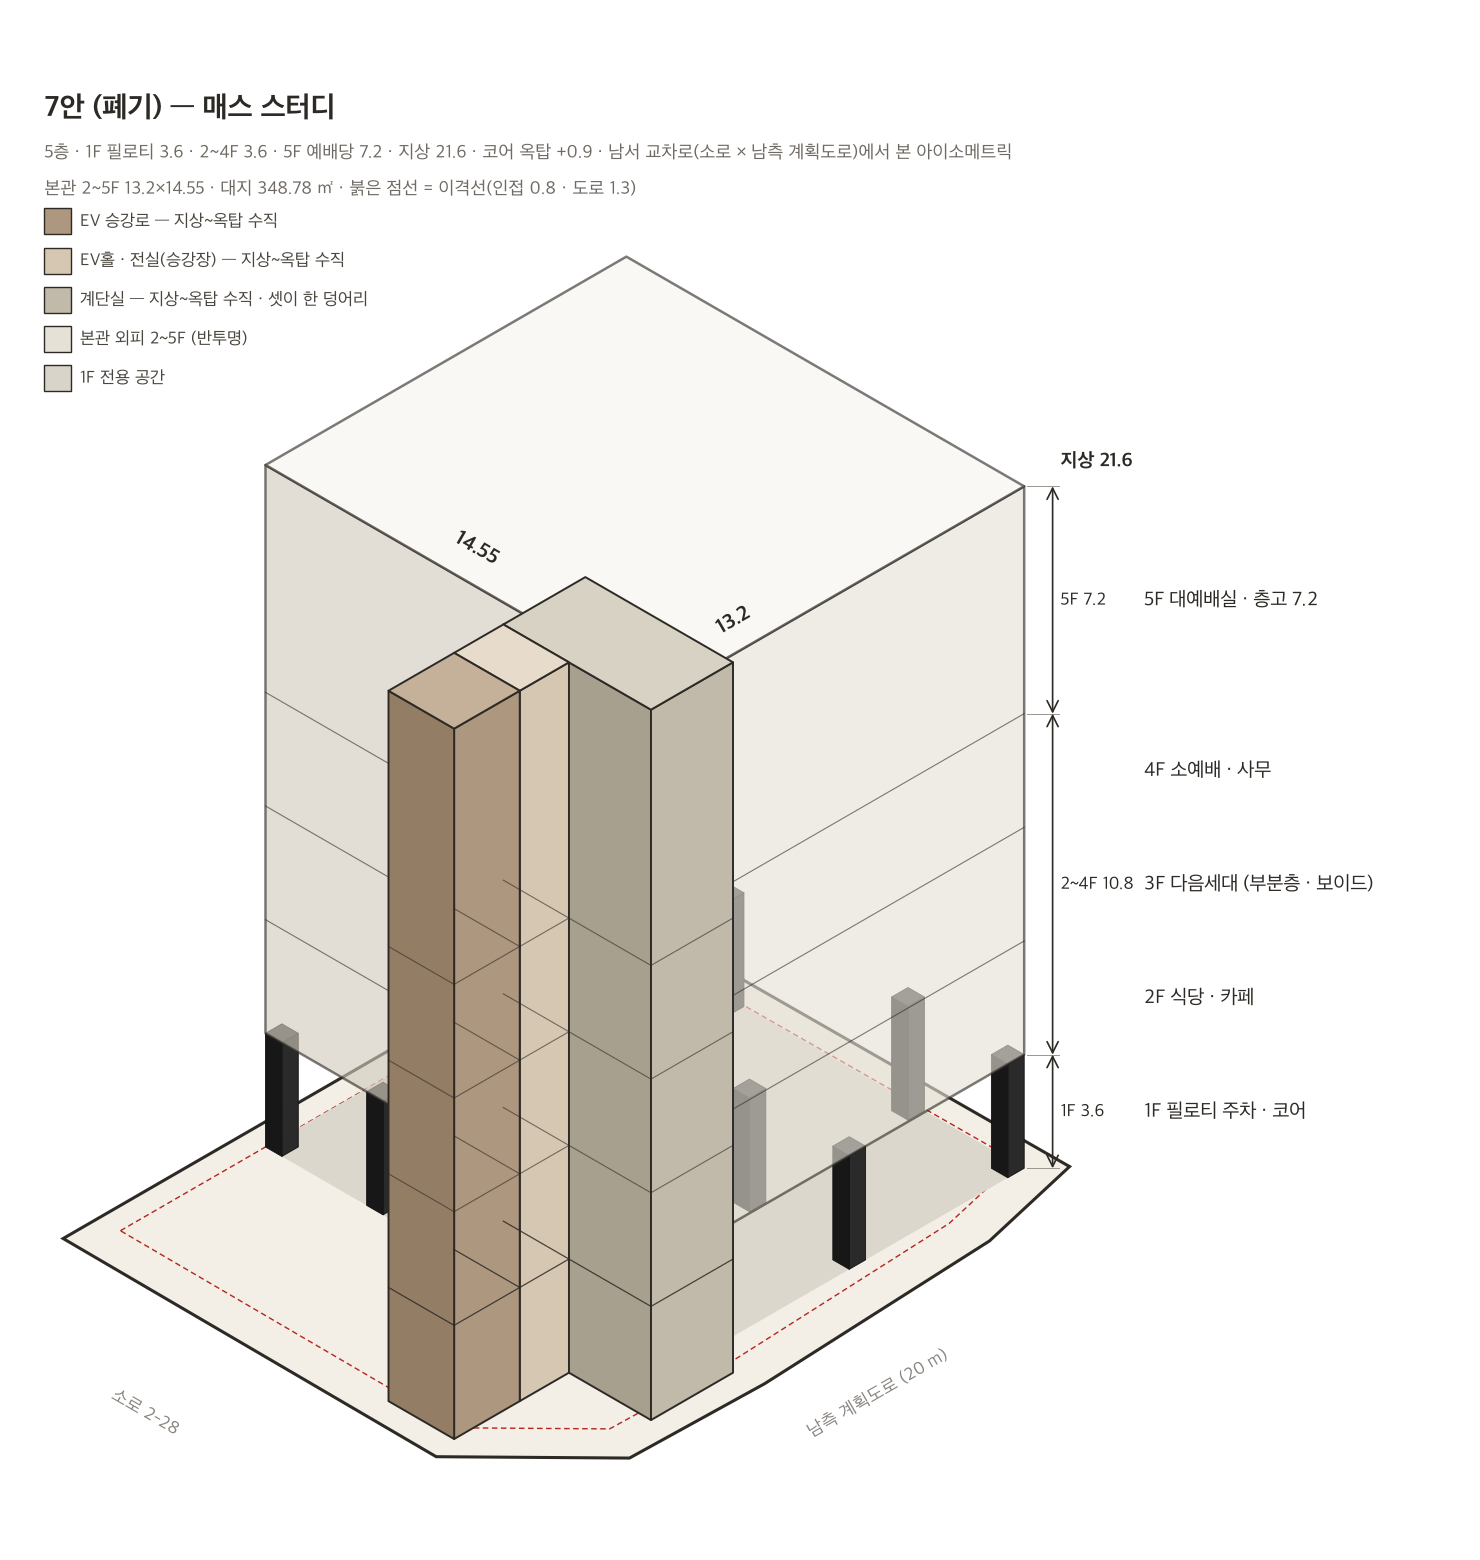 7안 (폐기) — 매스 스터디
5층 · 1F 필로티 3.6 · 2~4F 3.6 · 5F 예배당 7.2 · 지상 21.6 · 코어 옥탑 +0.9 · 남서 교차로(소로 × 남측 계획도로)에서 본 아이소메트릭
본관 2~5F 13.2×14.55 · 대지 348.78 ㎡ · 붉은 점선 = 이격선(인접 0.8 · 도로 1.3)
EV 승강로 — 지상~옥탑 수직
EV홀 · 전실(승강장) — 지상~옥탑 수직
계단실 — 지상~옥탑 수직 · 셋이 한 덩어리
본관 외피 2~5F (반투명)
1F 전용 공간
지상 21.6
14.55
13.2
5F 7.2
5F 대예배실 · 층고 7.2
4F 소예배 · 사무
2~4F 10.8
3F 다음세대 (부분층 · 보이드)
2F 식당 · 카페
1F 3.6
1F 필로티 주차 · 코어
소로 2-28
남측 계획도로 (20 m)